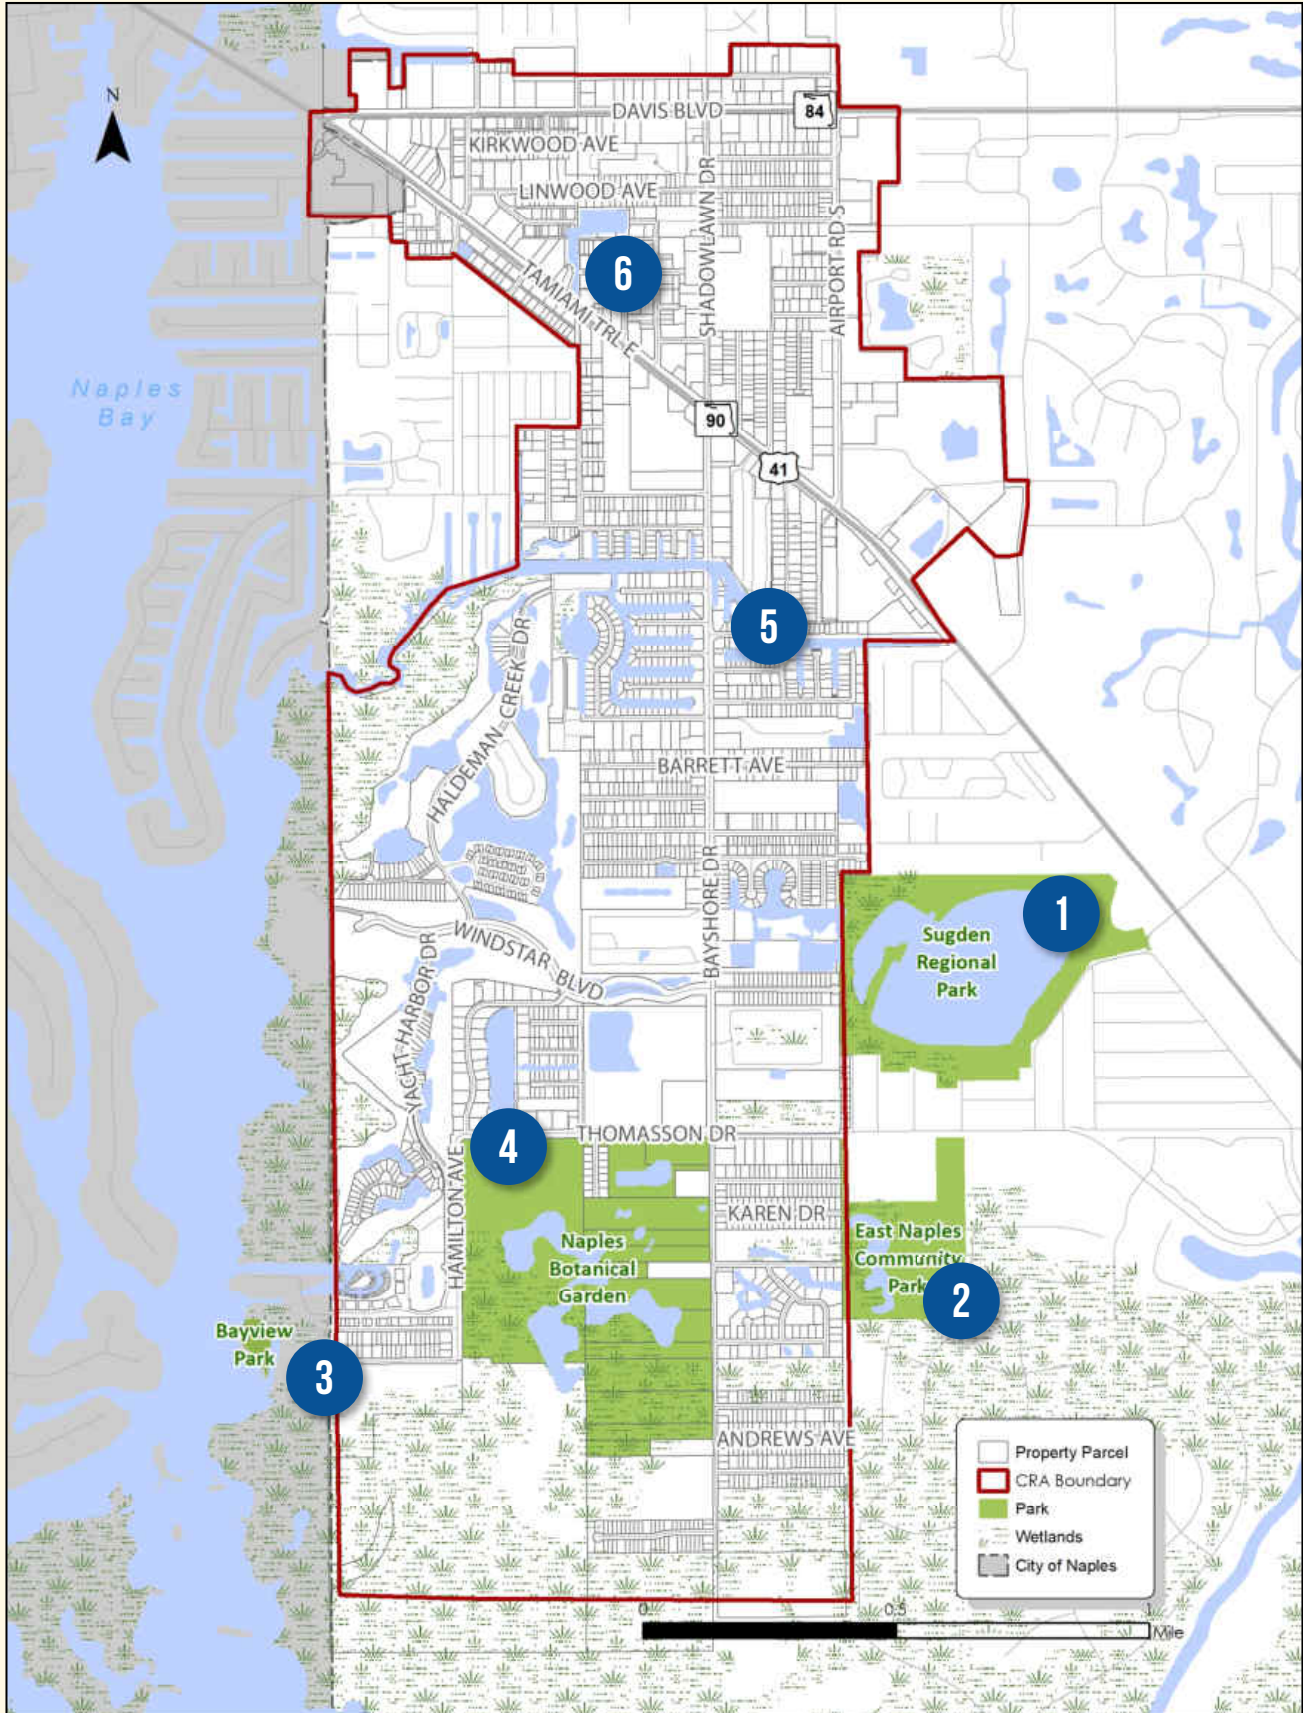 N
DAVIS BLVD
84
KIRKWOOD AVE
LINWOOD AVE
SHADOWLAWN DR
AIRPORT RD S
6
TAMIAMI TRL E
Naples
Bay
90
41
5
HALDEMAN CREEK DR
BARRETT AVE
BAYSHORE DR
1
Sugden
Regional
Park
WINDSTAR BLVD
YACHT HARBOR DR
4
THOMASSON DR
HAMILTON AVE
KAREN DR
East Naples
Community
Park
2
Naples
Botanical
Garden
Bayview
Park
3
ANDREWS AVE
Property Parcel
CRA Boundary
Park
Wetlands
City of Naples
0 0.5 1
Mile